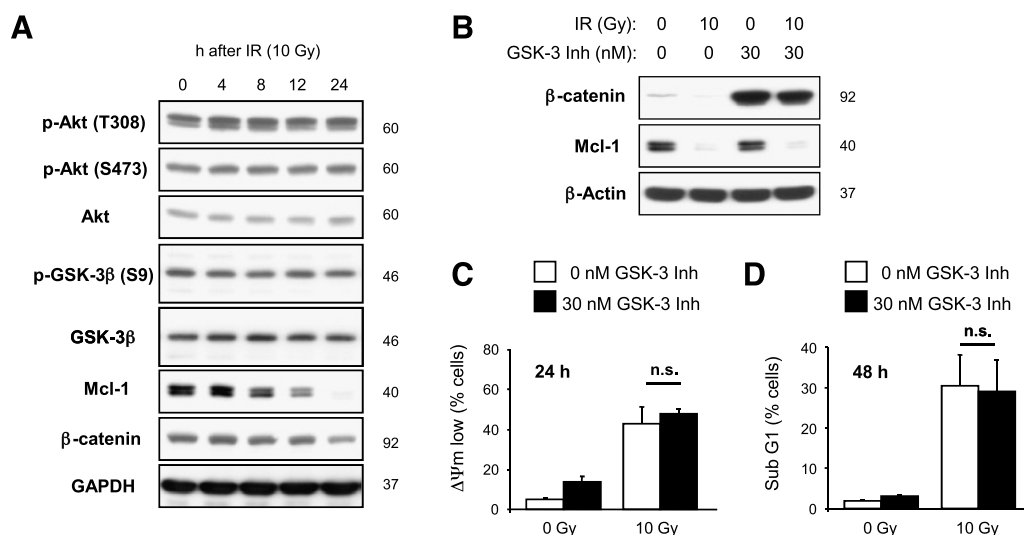 A
h after IR (10 Gy)
0 4 8 12 24
p-Akt (T308) 60
p-Akt (S473) 60
Akt 60
p-GSK-3β (S9) 46
GSK-3β 46
Mcl-1 40
β-catenin 92
GAPDH 37
B
IR (Gy): 0 10 0 10
GSK-3 Inh (nM): 0 0 30 30
β-catenin 92
Mcl-1 40
β-Actin 37
C
0 nM GSK-3 Inh
30 nM GSK-3 Inh
24 h
n.s.
ΔΨm low (% cells)
80
60
40
20
0
0 Gy 10 Gy
D
0 nM GSK-3 Inh
30 nM GSK-3 Inh
n.s.
48 h
Sub G1 (% cells)
40
30
20
10
0
0 Gy 10 Gy